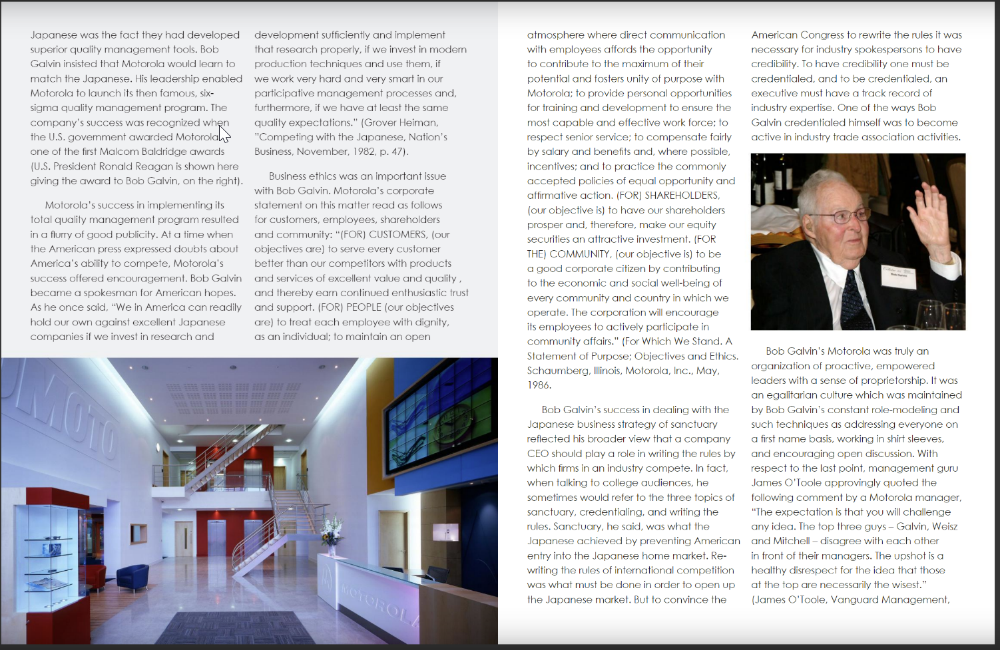 Japanese was the fact they had developed
superior quality management tools. Bob
Galvin insisted that Motorola would learn to
match the Japanese. His leadership enabled
Motorola to launch its then famous, six-
sigma quality management program. The
company's success was recognized when
the U.S. government awarded Motorola
one of the first Malcom Baldridge awards
(U.S. President Ronald Reagan is shown here
giving the award to Bob Galvin, on the right).
Motorola's success in implementing its
total quality management program resulted
in a flurry of good publicity. At a time when
the American press expressed doubts about
America's ability to compete, Motorola's
success offered encouragement. Bob Galvin
became a spokesman for American hopes.
As he once said, “We in America can readily
hold our own against excellent Japanese
companies if we invest in research and
development sufficiently and implement
that research properly, if we invest in modern
production techniques and use them, if
we work very hard and very smart in our
participative management processes and,
furthermore, if we have at least the same
quality expectations.” (Grover Heiman,
”Competing with the Japanese, Nation's
Business, November, 1982, p. 47).
Business ethics was an important issue
with Bob Galvin. Motorola's corporate
statement on this matter read as follows
for customers, employees, shareholders
and community: “(FOR) CUSTOMERS, (our
objectives are) to serve every customer
better than our competitors with products
and services of excellent value and quality ,
and thereby earn continued enthusiastic trust
and support. (FOR) PEOPLE (our objectives
are) to treat each employee with dignity,
as an individual; to maintain an open
MOTO
MOTOROLA
atmosphere where direct communication
with employees affords the opportunity
to contribute to the maximum of their
potential and fosters unity of purpose with
Motorola; to provide personal opportunities
for training and development to ensure the
most capable and effective work force; to
respect senior service; to compensate fairly
by salary and benefits and, where possible,
incentives; and to practice the commonly
accepted policies of equal opportunity and
affirmative action. (FOR) SHAREHOLDERS,
(our objective is) to have our shareholders
prosper and, therefore, make our equity
securities an attractive investment. (FOR
THE) COMMUNITY, (our objective is) to be
a good corporate citizen by contributing
to the economic and social well-being of
every community and country in which we
operate. The corporation will encourage
its employees to actively participate in
community affairs.” (For Which We Stand. A
Statement of Purpose; Objectives and Ethics.
Schaumberg, Illinois, Motorola, Inc., May,
1986.
Bob Galvin's success in dealing with the
Japanese business strategy of sanctuary
reflected his broader view that a company
CEO should play a role in writing the rules by
which firms in an industry compete. In fact,
when talking to college audiences, he
sometimes would refer to the three topics of
sanctuary, credentialing, and writing the
rules. Sanctuary, he said, was what the
Japanese achieved by preventing American
entry into the Japanese home market. Re-
writing the rules of international competition
was what must be done in order to open up
the Japanese market. But to convince the
American Congress to rewrite the rules it was
necessary for industry spokespersons to have
credibility. To have credibility one must be
credentialed, and to be credentialed, an
executive must have a track record of
industry expertise. One of the ways Bob
Galvin credentialed himself was to become
active in industry trade association activities.
Bob Galvin
Bob Galvin's Motorola was truly an
organization of proactive, empowered
leaders with a sense of proprietorship. It was
an egalitarian culture which was maintained
by Bob Galvin's constant role-modeling and
such techniques as addressing everyone on
a first name basis, working in shirt sleeves,
and encouraging open discussion. With
respect to the last point, management guru
James O'Toole approvingly quoted the
following comment by a Motorola manager,
“The expectation is that you will challenge
any idea. The top three guys – Galvin, Weisz
and Mitchell – disagree with each other
in front of their managers. The upshot is a
healthy disrespect for the idea that those
at the top are necessarily the wisest.”
(James O'Toole, Vanguard Management,